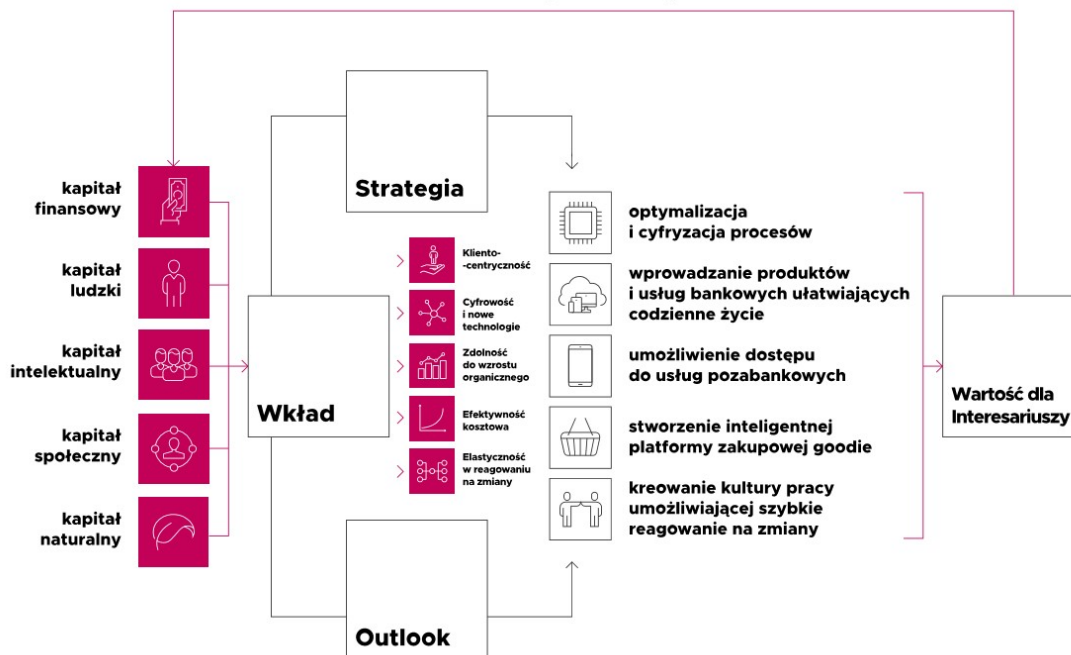 kapitał
finansowy
kapitał
ludzki
kapitał
intelektualny
kapitał
społeczny
kapitał
naturalny
Wkład
Strategia
Kliento-
-centryczność
Cyfrowość
i nowe
technologie
Zdolność
do wzrostu
organicznego
Efektywność
kosztowa
Elastyczność
w reagowaniu
na zmiany
Outlook
optymalizacja
i cyfryzacja procesów
wprowadzanie produktów
i usług bankowych ułatwiających
codzienne życie
umożliwienie dostępu
do usług pozabankowych
stworzenie inteligentnej
platformy zakupowej goodie
kreowanie kultury pracy
umożliwiającej szybkie
reagowanie na zmiany
Wartość dla
Interesariuszy